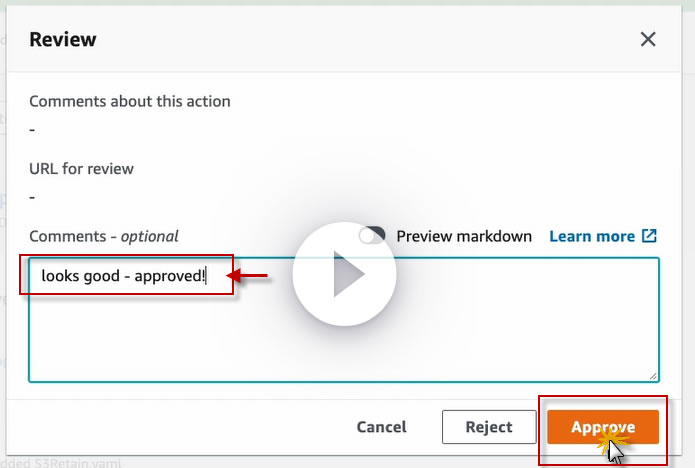 Review
Comments about this action
-
URL for review
-
Comments - optional
Preview markdown
Learn more
looks good - approved!
Cancel
Reject
Approve
dded S3Retain.yaml